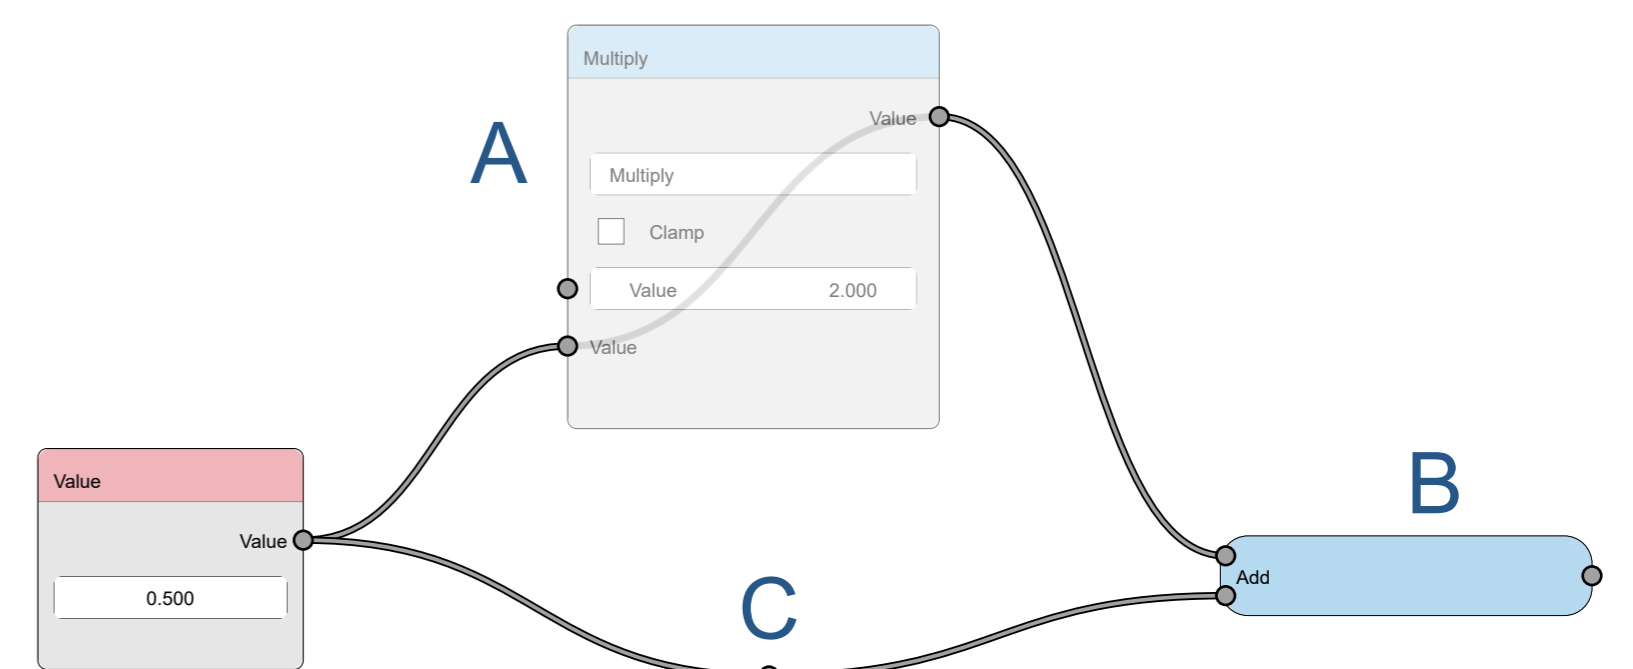 Multiply
Value
A
Multiply
Clamp
Value 2.000
Value
Value
B
Value
Add
C
0.500